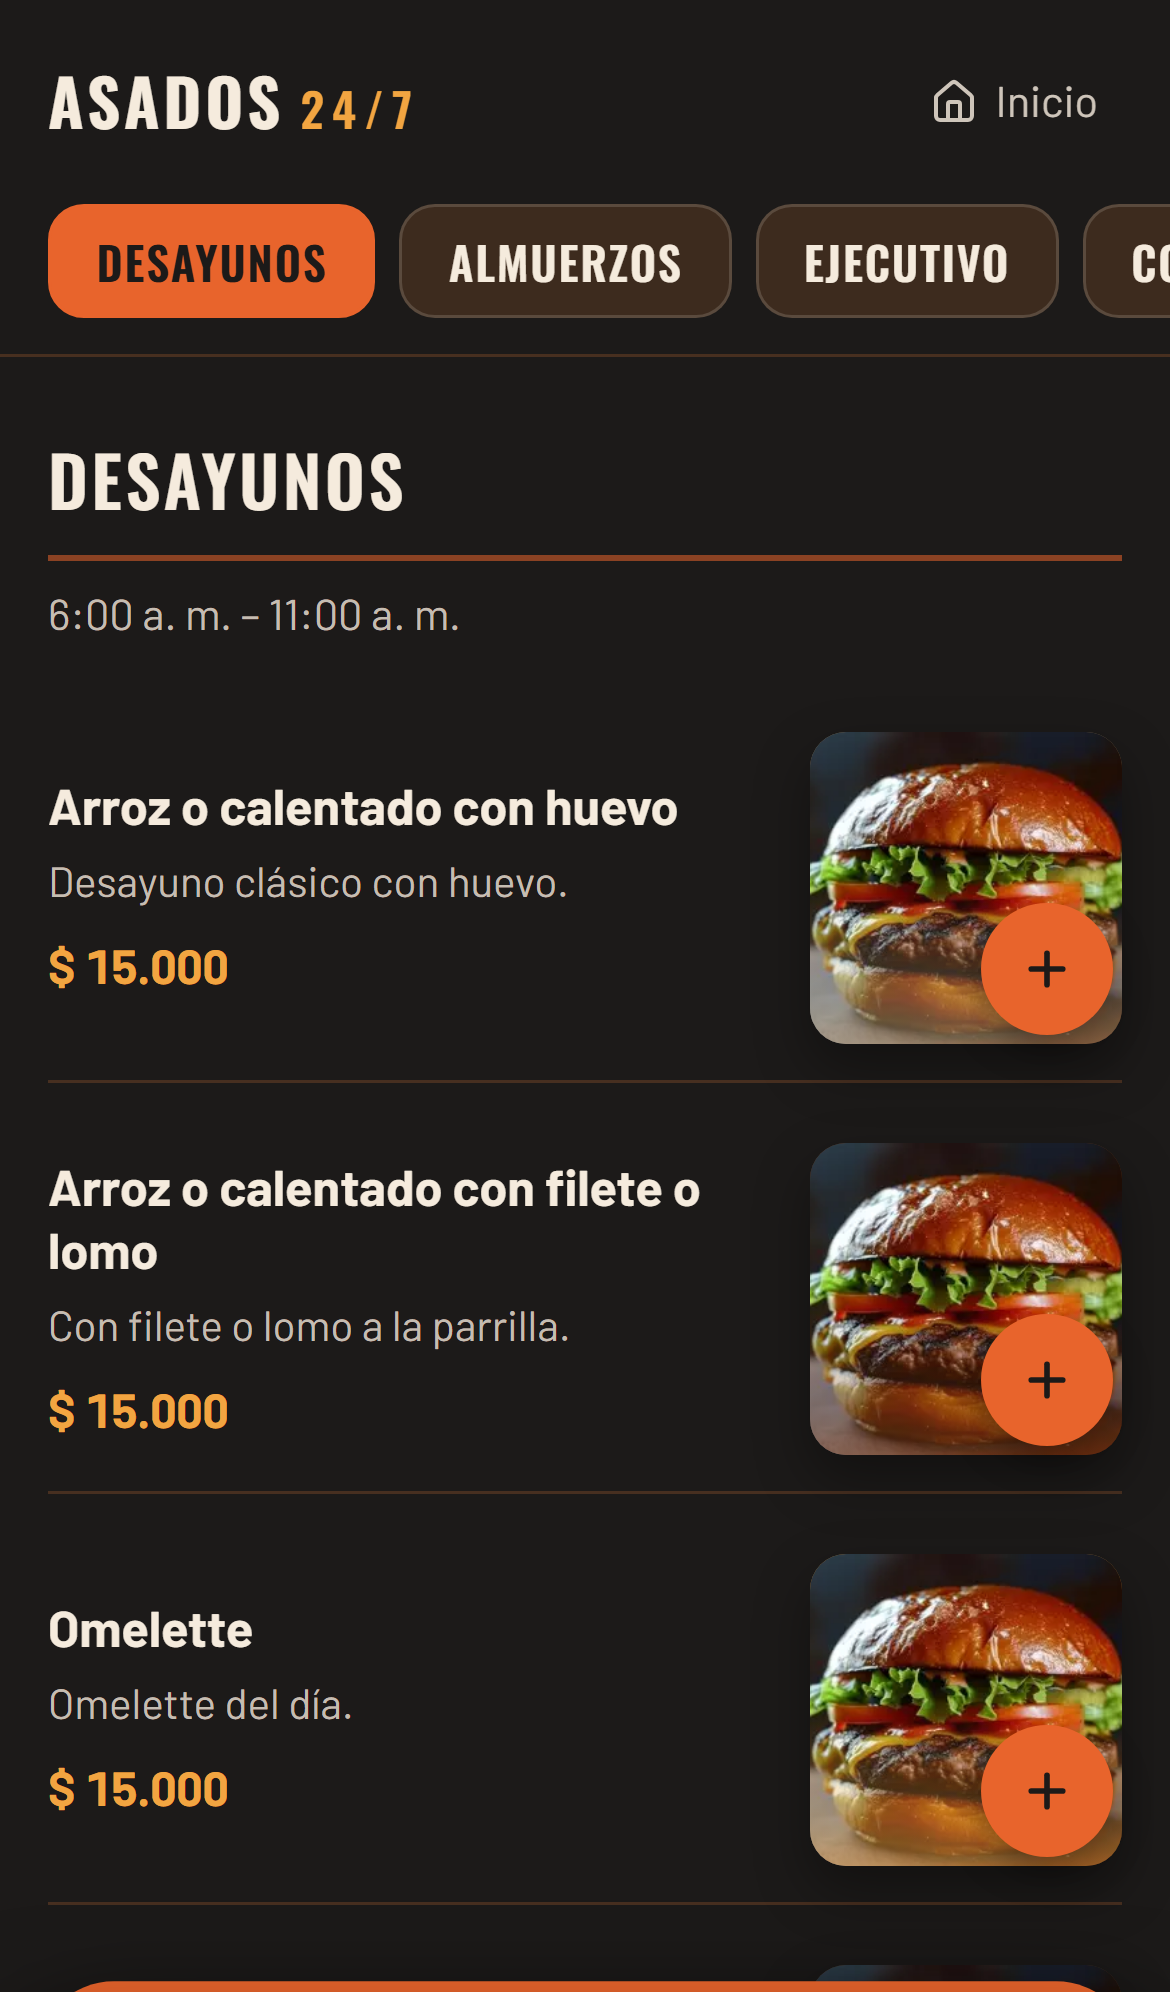 ASADOS 24/7
Inicio
DESAYUNOS
ALMUERZOS
EJECUTIVO
CO
DESAYUNOS
6:00 a. m. – 11:00 a. m.
Arroz o calentado con huevo
Desayuno clásico con huevo.
$ 15.000
Arroz o calentado con filete o
lomo
Con filete o lomo a la parrilla.
$ 15.000
Omelette
Omelette del día.
$ 15.000